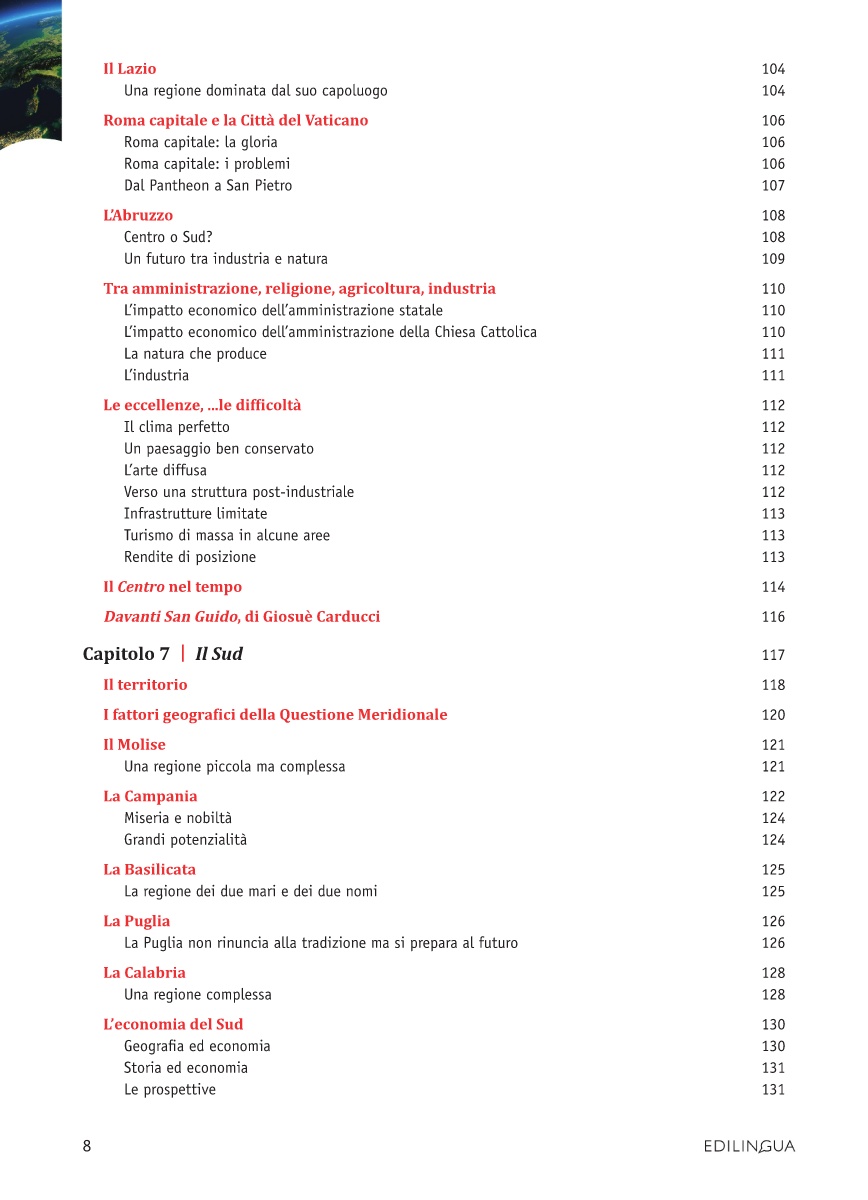 Il Lazio 104
Una regione dominata dal suo capoluogo 104
Roma capitale e la Città del Vaticano 106
Roma capitale: la gloria 106
Roma capitale: i problemi 106
Dal Pantheon a San Pietro 107
L'Abruzzo 108
Centro o Sud? 108
Un futuro tra industria e natura 109
Tra amministrazione, religione, agricoltura, industria 110
L'impatto economico dell'amministrazione statale 110
L'impatto economico dell'amministrazione della Chiesa Cattolica 110
La natura che produce 111
L'industria 111
Le eccellenze, ...le difficoltà 112
Il clima perfetto 112
Un paesaggio ben conservato 112
L'arte diffusa 112
Verso una struttura post-industriale 112
Infrastrutture limitate 113
Turismo di massa in alcune aree 113
Rendite di posizione 113
Il Centro nel tempo 114
Davanti San Guido, di Giosuè Carducci 116
Capitolo 7 | Il Sud 117
Il territorio 118
I fattori geografici della Questione Meridionale 120
Il Molise 121
Una regione piccola ma complessa 121
La Campania 122
Miseria e nobiltà 124
Grandi potenzialità 124
La Basilicata 125
La regione dei due mari e dei due nomi 125
La Puglia 126
La Puglia non rinuncia alla tradizione ma si prepara al futuro 126
La Calabria 128
Una regione complessa 128
L'economia del Sud 130
Geografia ed economia 130
Storia ed economia 131
Le prospettive 131
8 EDILINGUA